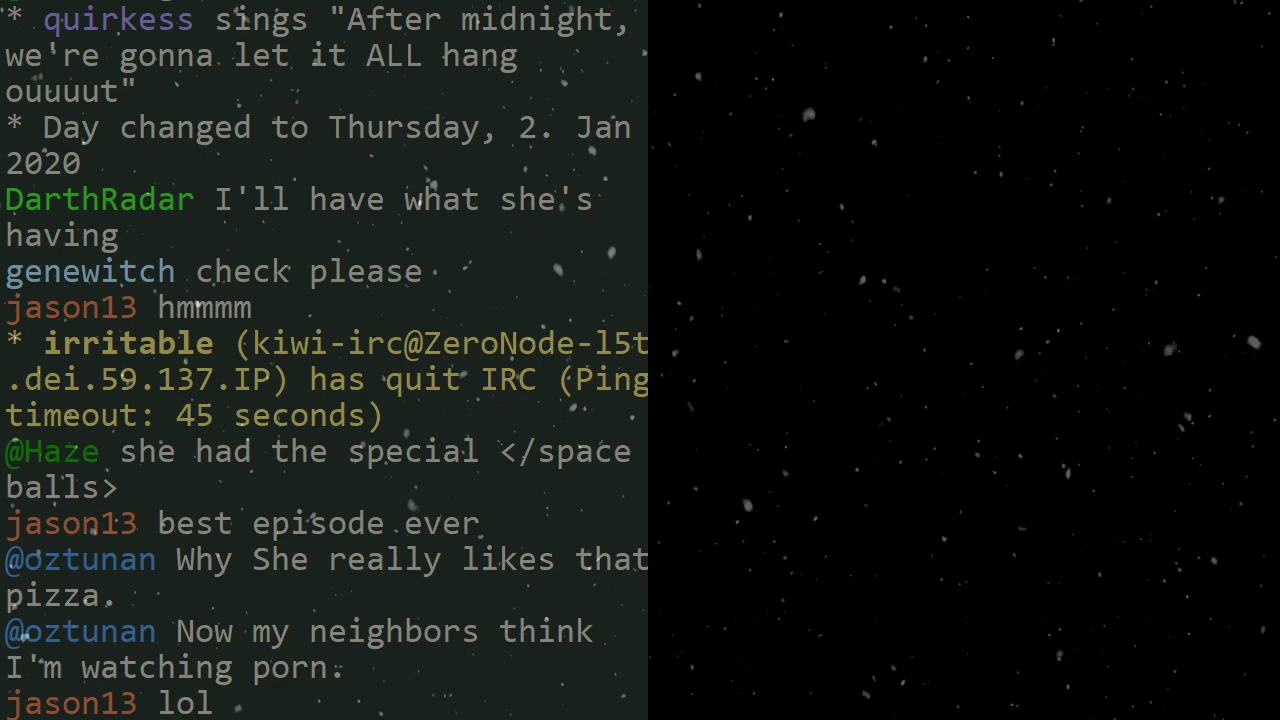 * quirkess sings "After midnight,
we're gonna let it ALL hang
ouuuut"
* Day changed to Thursday, 2. Jan
2020
DarthRadar I'll have what she's
having
genewitch check please
jason13 hmmmm
* irritable (kiwi-irc@ZeroNode-l5t
.dei.59.137.IP) has quit IRC (Ping
timeout: 45 seconds)
@Haze she had the special </space
balls>
jason13 best episode ever
@oztunan Why She really likes that
pizza.
@oztunan Now my neighbors think
I'm watching porn.
jason13 lol